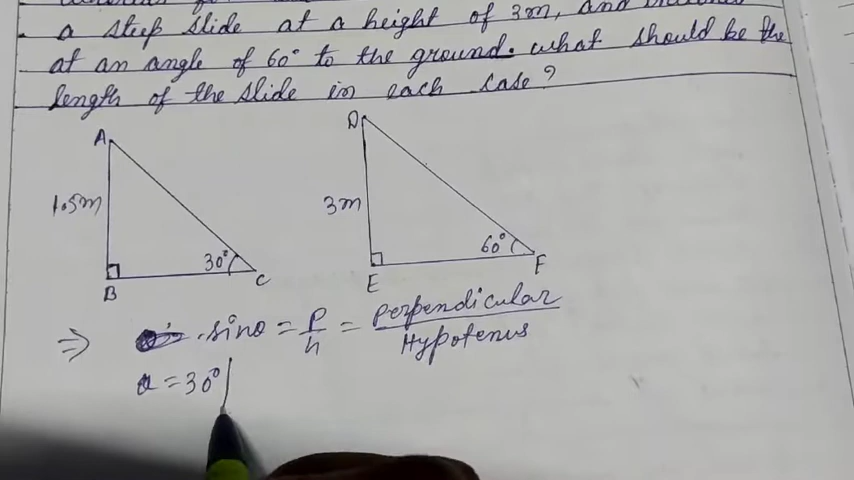 a steep slide at a height of 3m, and
at an angle of 60° to the ground. what should be the
length of the slide in each case?
A
1.5m
30°
B
C
D
3m
60°
E
F
⇒ sinθ = P/h = Perpendicular/Hypotenus
θ = 30°